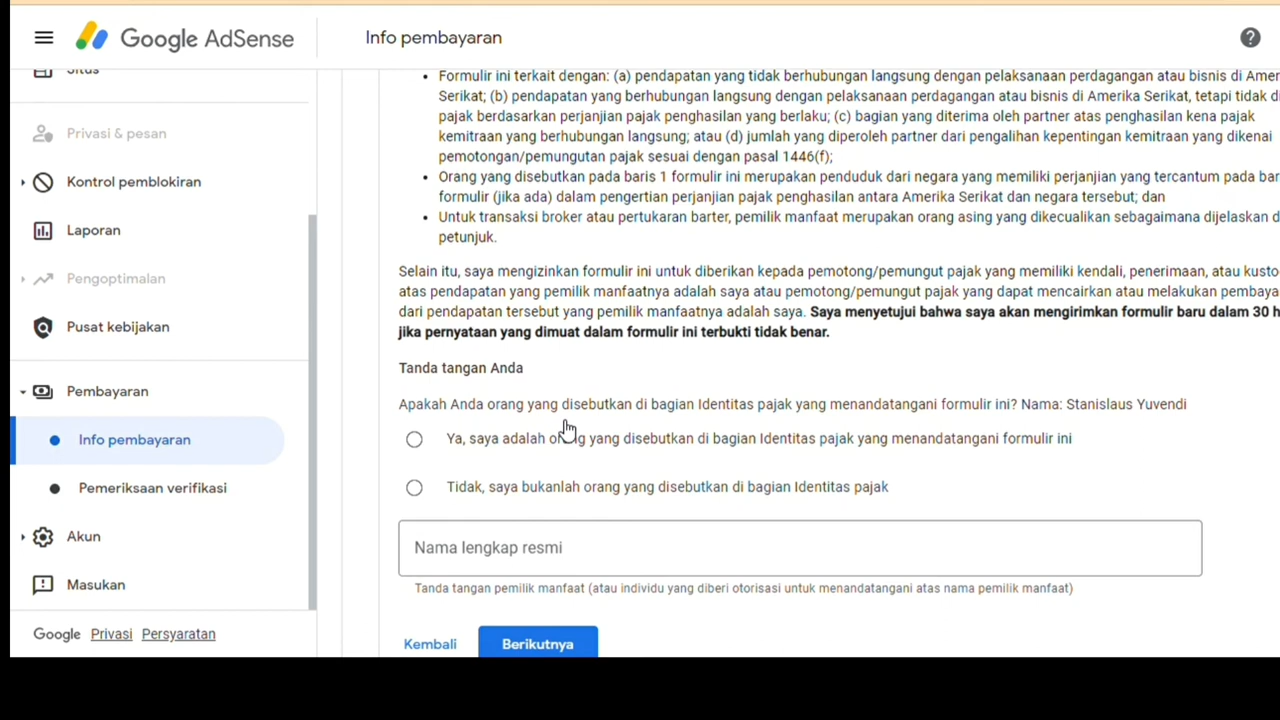 Google AdSense
Info pembayaran
Situs
Privasi & pesan
Kontrol pemblokiran
Laporan
Pengoptimalan
Pusat kebijakan
Pembayaran
Info pembayaran
Pemeriksaan verifikasi
Akun
Masukan
Google Privasi Persyaratan
• Formulir ini terkait dengan: (a) pendapatan yang tidak berhubungan langsung dengan pelaksanaan perdagangan atau bisnis di Amer
Serikat; (b) pendapatan yang berhubungan langsung dengan pelaksanaan perdagangan atau bisnis di Amerika Serikat, tetapi tidak di
pajak berdasarkan perjanjian pajak penghasilan yang berlaku; (c) bagian yang diterima oleh partner atas penghasilan kena pajak
kemitraan yang berhubungan langsung; atau (d) jumlah yang diperoleh partner dari pengalihan kepentingan kemitraan yang dikenai
pemotongan/pemungutan pajak sesuai dengan pasal 1446(f);
• Orang yang disebutkan pada baris 1 formulir ini merupakan penduduk dari negara yang memiliki perjanjian yang tercantum pada bar
formulir (jika ada) dalam pengertian perjanjian pajak penghasilan antara Amerika Serikat dan negara tersebut; dan
• Untuk transaksi broker atau pertukaran barter, pemilik manfaat merupakan orang asing yang dikecualikan sebagaimana dijelaskan d
petunjuk.
Selain itu, saya mengizinkan formulir ini untuk diberikan kepada pemotong/pemungut pajak yang memiliki kendali, penerimaan, atau kusto
atas pendapatan yang pemilik manfaatnya adalah saya atau pemotong/pemungut pajak yang dapat mencairkan atau melakukan pembaya
dari pendapatan tersebut yang pemilik manfaatnya adalah saya. Saya menyetujui bahwa saya akan mengirimkan formulir baru dalam 30 h
jika pernyataan yang dimuat dalam formulir ini terbukti tidak benar.
Tanda tangan Anda
Apakah Anda orang yang disebutkan di bagian Identitas pajak yang menandatangani formulir ini? Nama: Stanislaus Yuvendi
Ya, saya adalah orang yang disebutkan di bagian Identitas pajak yang menandatangani formulir ini
Tidak, saya bukanlah orang yang disebutkan di bagian Identitas pajak
Nama lengkap resmi
Tanda tangan pemilik manfaat (atau individu yang diberi otorisasi untuk menandatangani atas nama pemilik manfaat)
Kembali Berikutnya